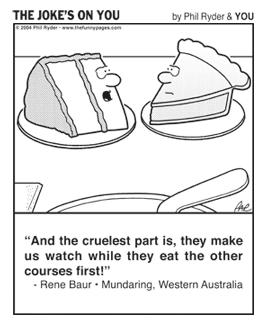 THE JOKE'S ON YOU by Phil Ryder & YOU
© 2004 Phil Ryder - www.thefunnypages.com
"And the cruelest part is, they make
us watch while they eat the other
courses first!"
- Rene Baur • Mundaring, Western Australia